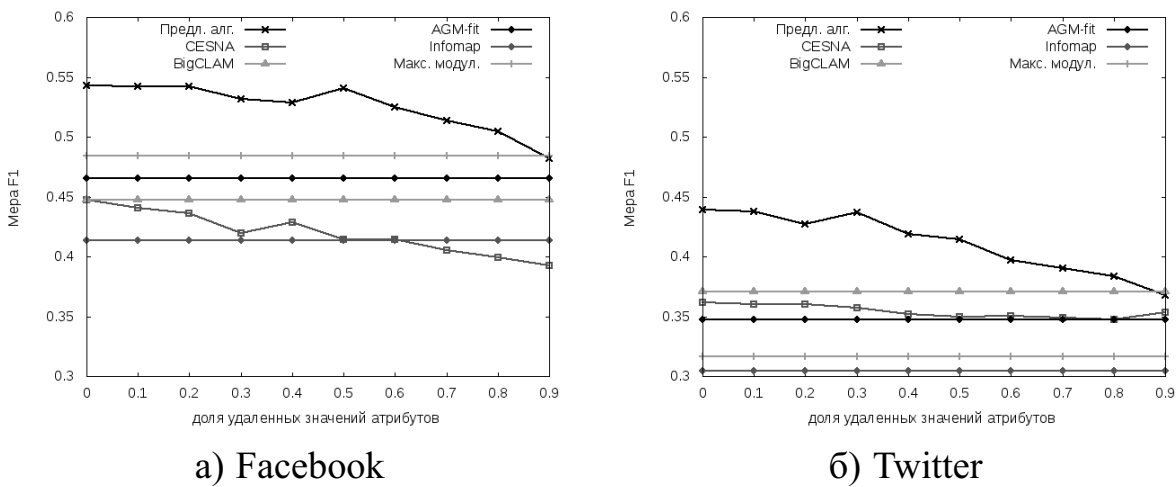 0.6
0.55
0.5
0.45
0.4
0.35
0.3
Мера F1
Предл. алг.
CESNA
BigCLAM
AGM-fit
Infomap
Макс. модул.
0 0.1 0.2 0.3 0.4 0.5 0.6 0.7 0.8 0.9
доля удаленных значений атрибутов
а) Facebook
0.6
0.55
0.5
0.45
0.4
0.35
0.3
Мера F1
Предл. алг.
CESNA
BigCLAM
AGM-fit
Infomap
Макс. модул.
0 0.1 0.2 0.3 0.4 0.5 0.6 0.7 0.8 0.9
доля удаленных значений атрибутов
б) Twitter